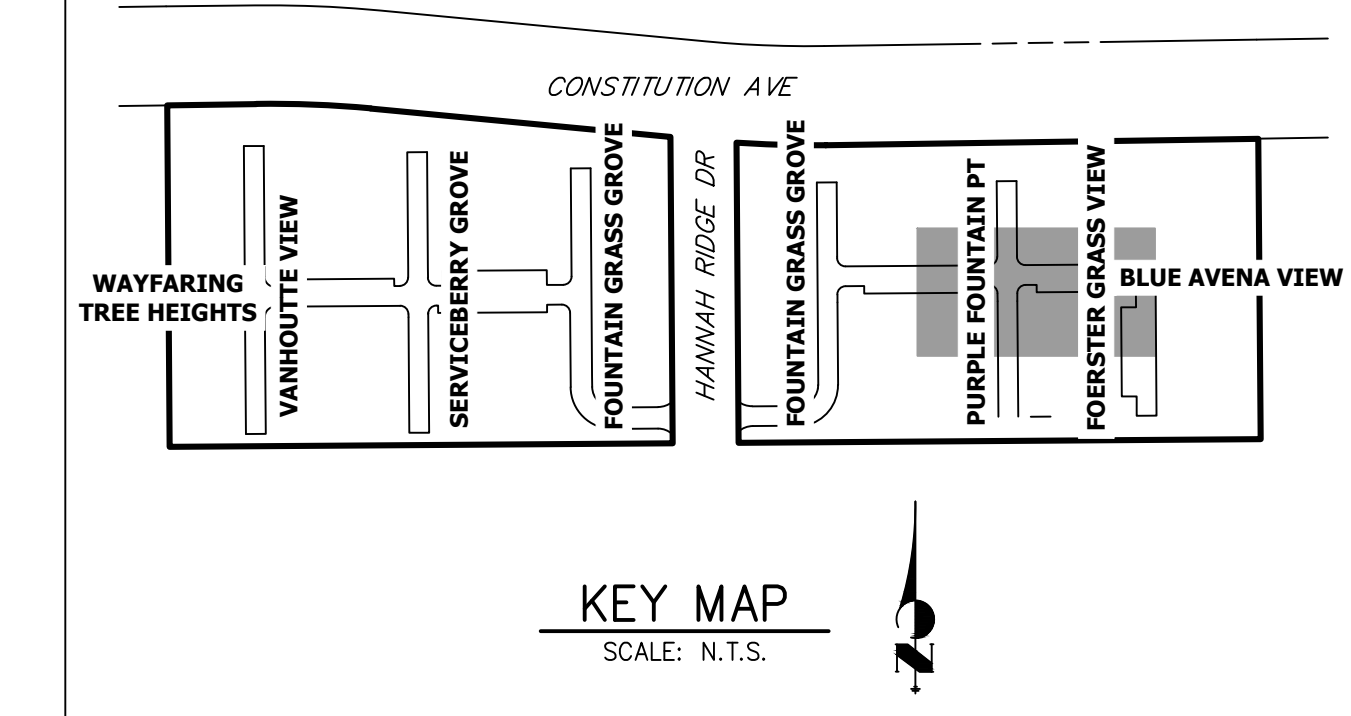 CONSTITUTION AVE
WAYFARING
TREE HEIGHTS
VANHOUTTE VIEW
SERVICEBERRY GROVE
FOUNTAIN GRASS GROVE
HANNAH RIDGE DR
FOUNTAIN GRASS GROVE
PURPLE FOUNTAIN PT
FOERSTER GRASS VIEW
BLUE AVENA VIEW
KEY MAP
SCALE: N.T.S.
N